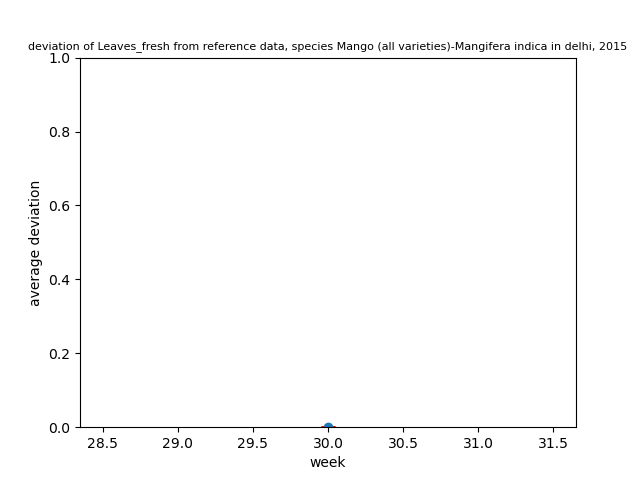 deviation of Leaves_fresh from reference data, species Mango (all varieties)-Mangifera indica in delhi, 2015
1.0
0.8
0.6
0.4
0.2
0.0
average deviation
28.5 29.0 29.5 30.0 30.5 31.0 31.5
week